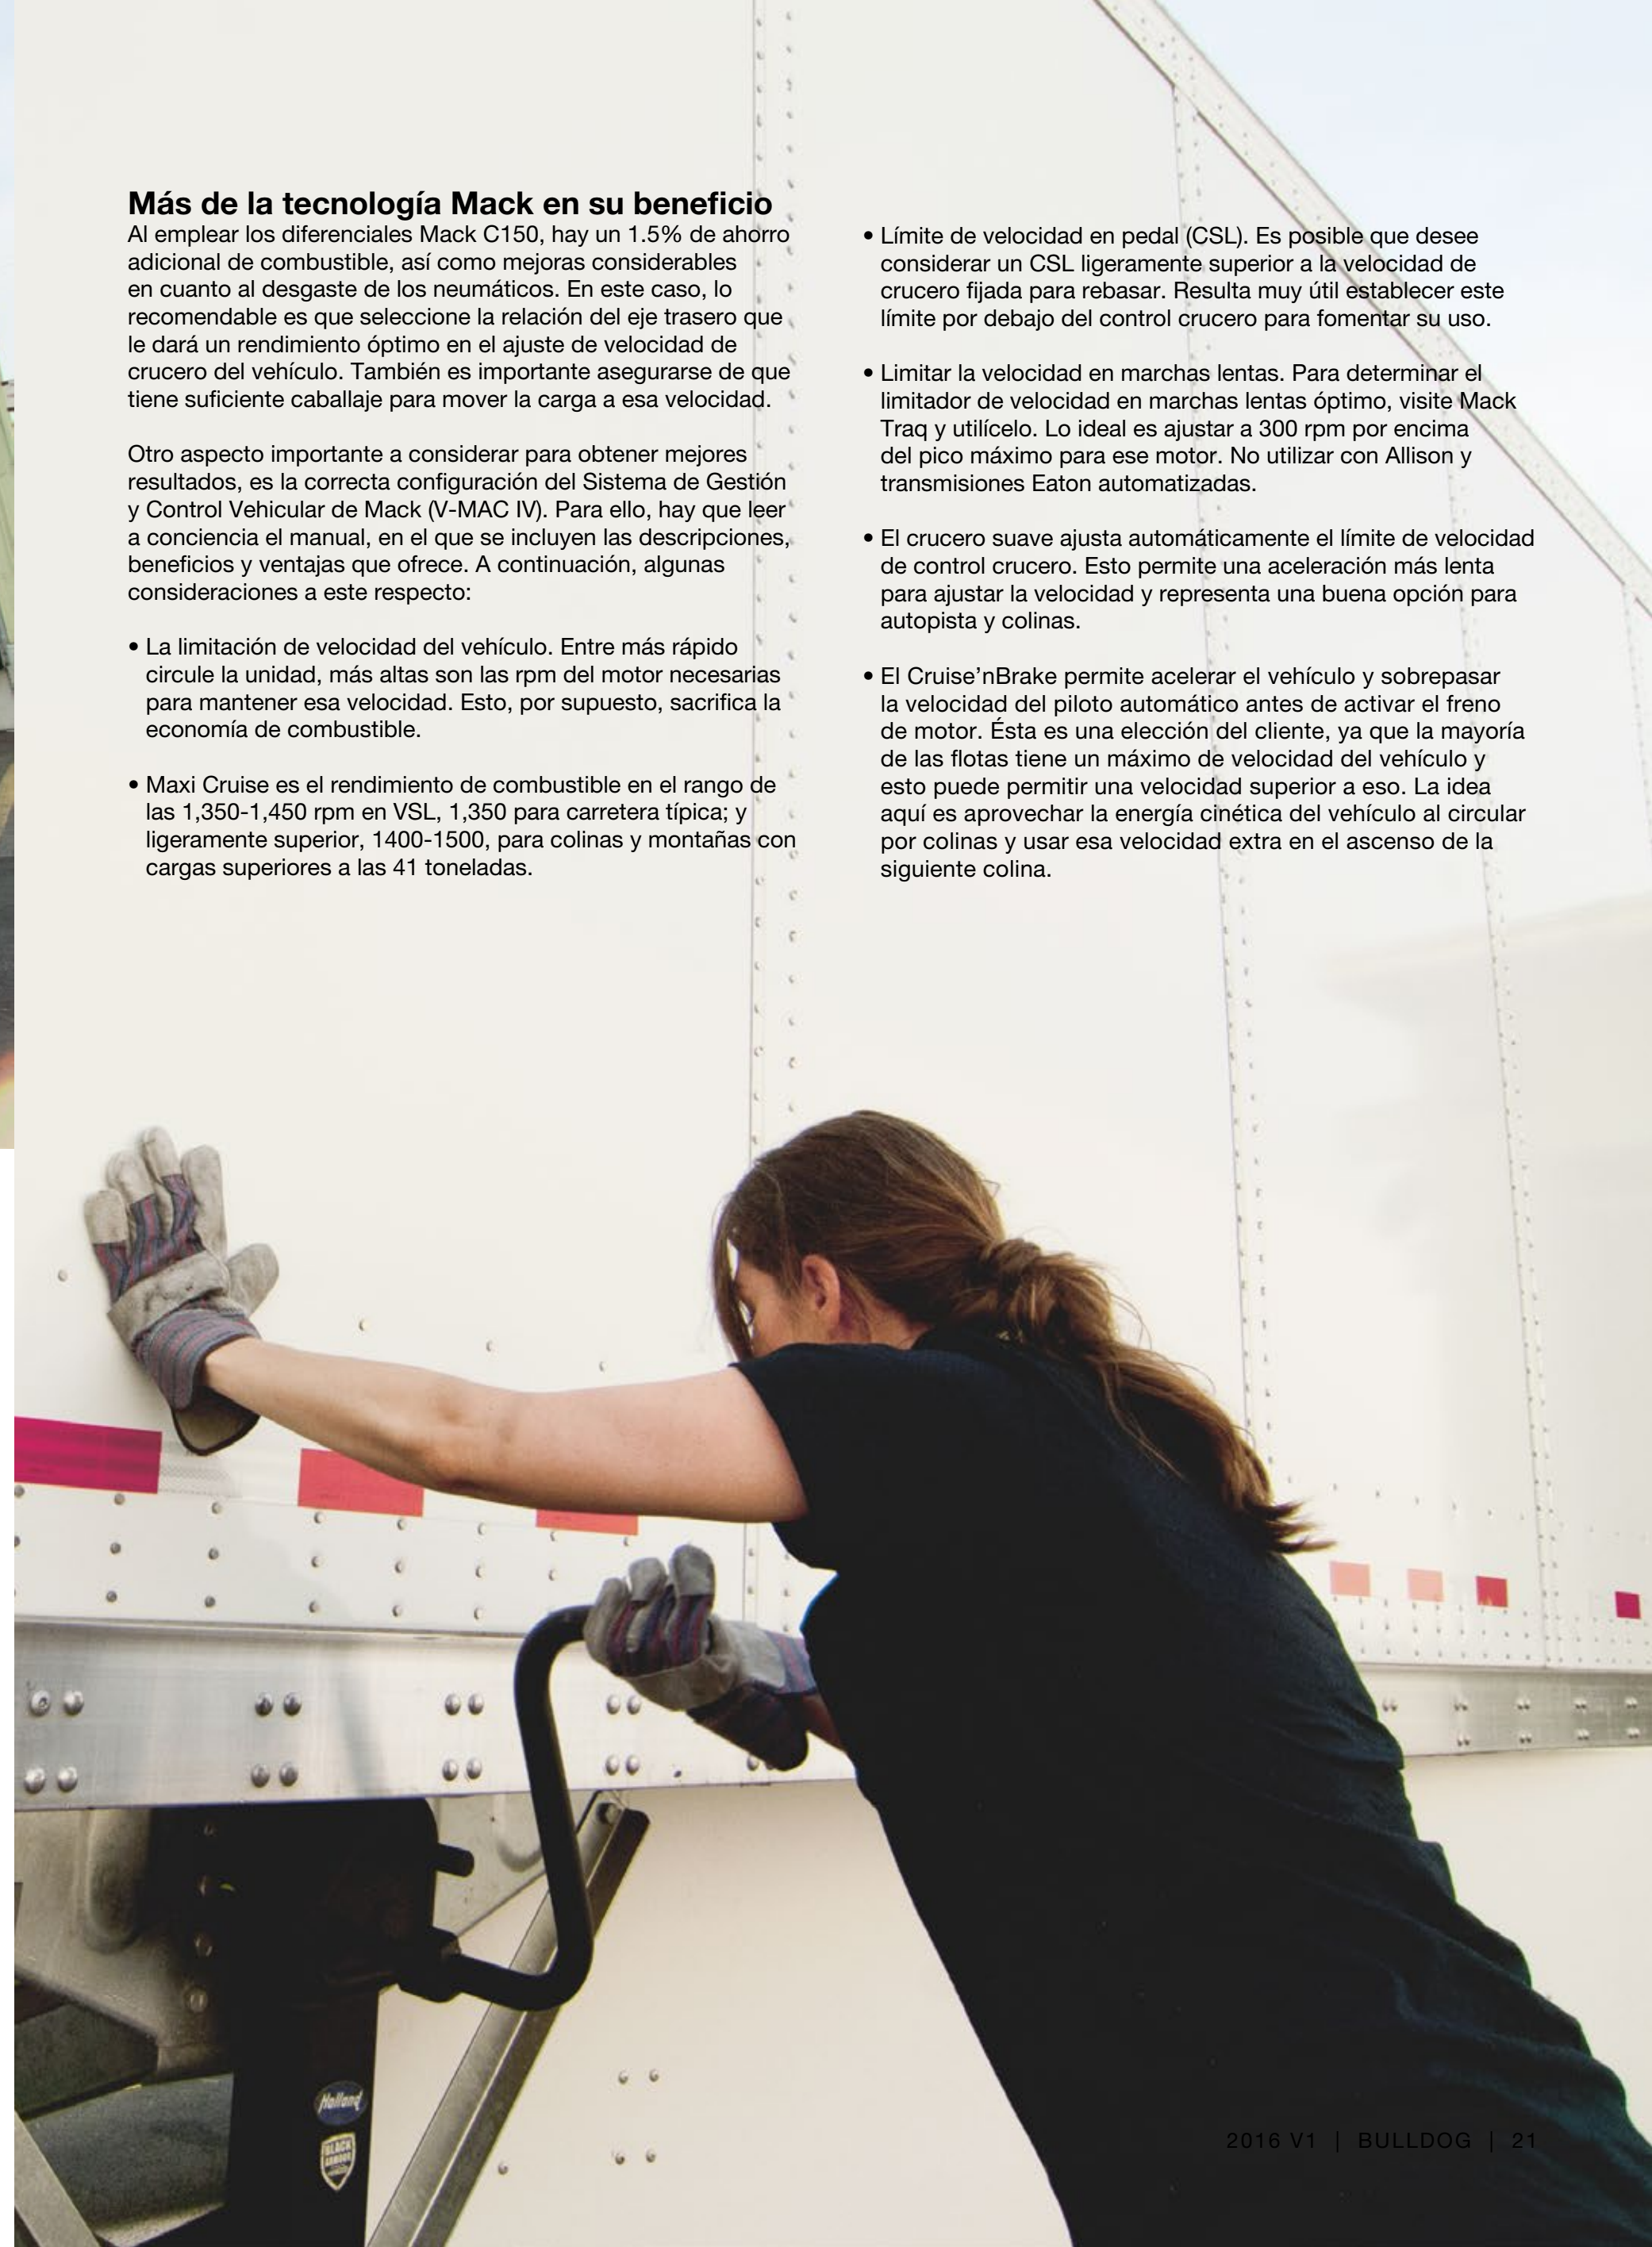 Más de la tecnología Mack en su beneficio
Al emplear los diferenciales Mack C150, hay un 1.5% de ahorro
adicional de combustible, así como mejoras considerables
en cuanto al desgaste de los neumáticos. En este caso, lo
recomendable es que seleccione la relación del eje trasero que
le dará un rendimiento óptimo en el ajuste de velocidad de
crucero del vehículo. También es importante asegurarse de que
tiene suficiente caballaje para mover la carga a esa velocidad.
Otro aspecto importante a considerar para obtener mejores
resultados, es la correcta configuración del Sistema de Gestión
y Control Vehicular de Mack (V-MAC IV). Para ello, hay que leer
a conciencia el manual, en el que se incluyen las descripciones,
beneficios y ventajas que ofrece. A continuación, algunas
consideraciones a este respecto:
• La limitación de velocidad del vehículo. Entre más rápido
circule la unidad, más altas son las rpm del motor necesarias
para mantener esa velocidad. Esto, por supuesto, sacrifica la
economía de combustible.
• Maxi Cruise es el rendimiento de combustible en el rango de
las 1,350-1,450 rpm en VSL, 1,350 para carretera típica; y
ligeramente superior, 1400-1500, para colinas y montañas con
cargas superiores a las 41 toneladas.
• Límite de velocidad en pedal (CSL). Es posible que desee
considerar un CSL ligeramente superior a la velocidad de
crucero fijada para rebasar. Resulta muy útil establecer este
límite por debajo del control crucero para fomentar su uso.
• Limitar la velocidad en marchas lentas. Para determinar el
limitador de velocidad en marchas lentas óptimo, visite Mack
Traq y utilícelo. Lo ideal es ajustar a 300 rpm por encima
del pico máximo para ese motor. No utilizar con Allison y
transmisiones Eaton automatizadas.
• El crucero suave ajusta automáticamente el límite de velocidad
de control crucero. Esto permite una aceleración más lenta
para ajustar la velocidad y representa una buena opción para
autopista y colinas.
• El Cruise’nBrake permite acelerar el vehículo y sobrepasar
la velocidad del piloto automático antes de activar el freno
de motor. Ésta es una elección del cliente, ya que la mayoría
de las flotas tiene un máximo de velocidad del vehículo y
esto puede permitir una velocidad superior a eso. La idea
aquí es aprovechar la energía cinética del vehículo al circular
por colinas y usar esa velocidad extra en el ascenso de la
siguiente colina.
Holland
BLACK
ARMOUR
2016 V1 | BULLDOG | 21